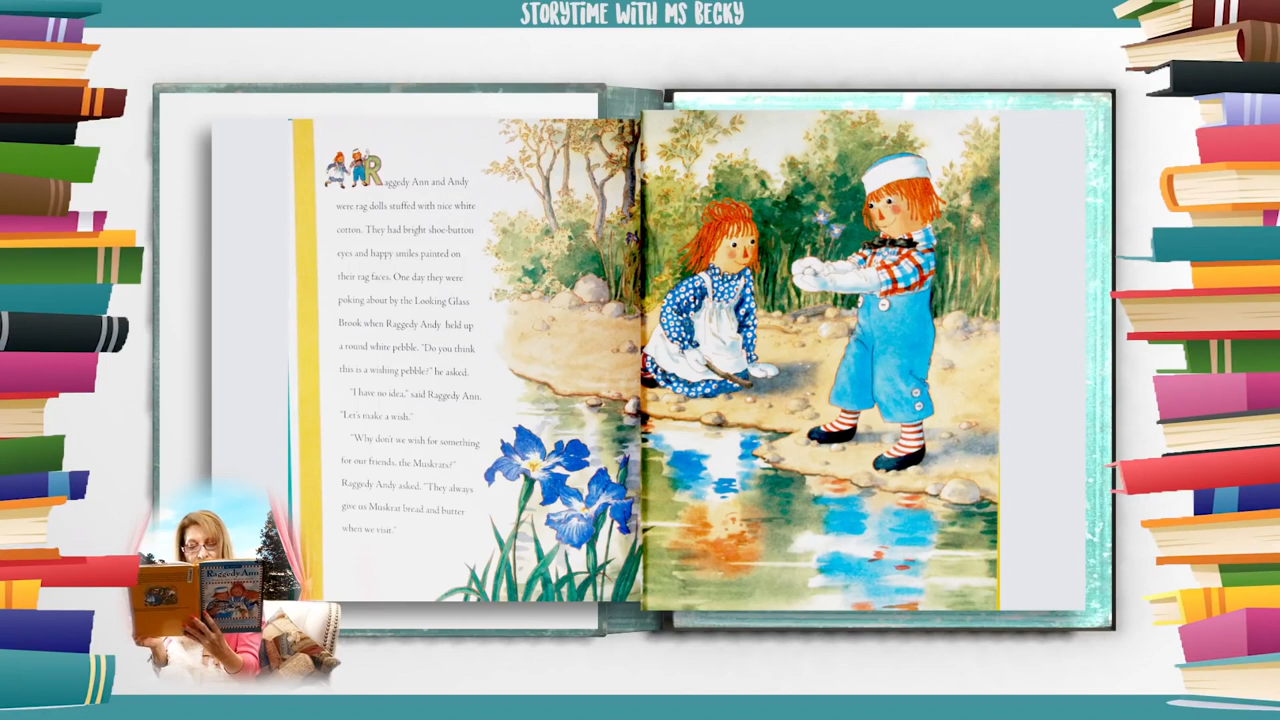 STORYTIME WITH MS BECKY
Raggedy Ann and Andy
were rag dolls stuffed with nice white
cotton. They had bright shoe-button
eyes and happy smiles painted on
their rag faces. One day they were
poking about by the Looking Glass
Brook when Raggedy Andy held up
a round white pebble. "Do you think
this is a wishing pebble?" he asked.
"I have no idea," said Raggedy Ann.
"Let's make a wish."
"Why don't we wish for something
for our friends, the Muskrats?"
Raggedy Andy asked. "They always
give us Muskrat bread and butter
when we visit."
Raggedy Ann